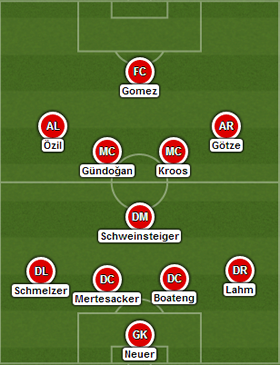 FC
Gomez
AL
AR
Özil
Götze
MC
MC
Gündoğan
Kroos
DM
Schweinsteiger
DL
DC
DC
DR
Schmelzer
Mertesacker
Boateng
Lahm
GK
Neuer